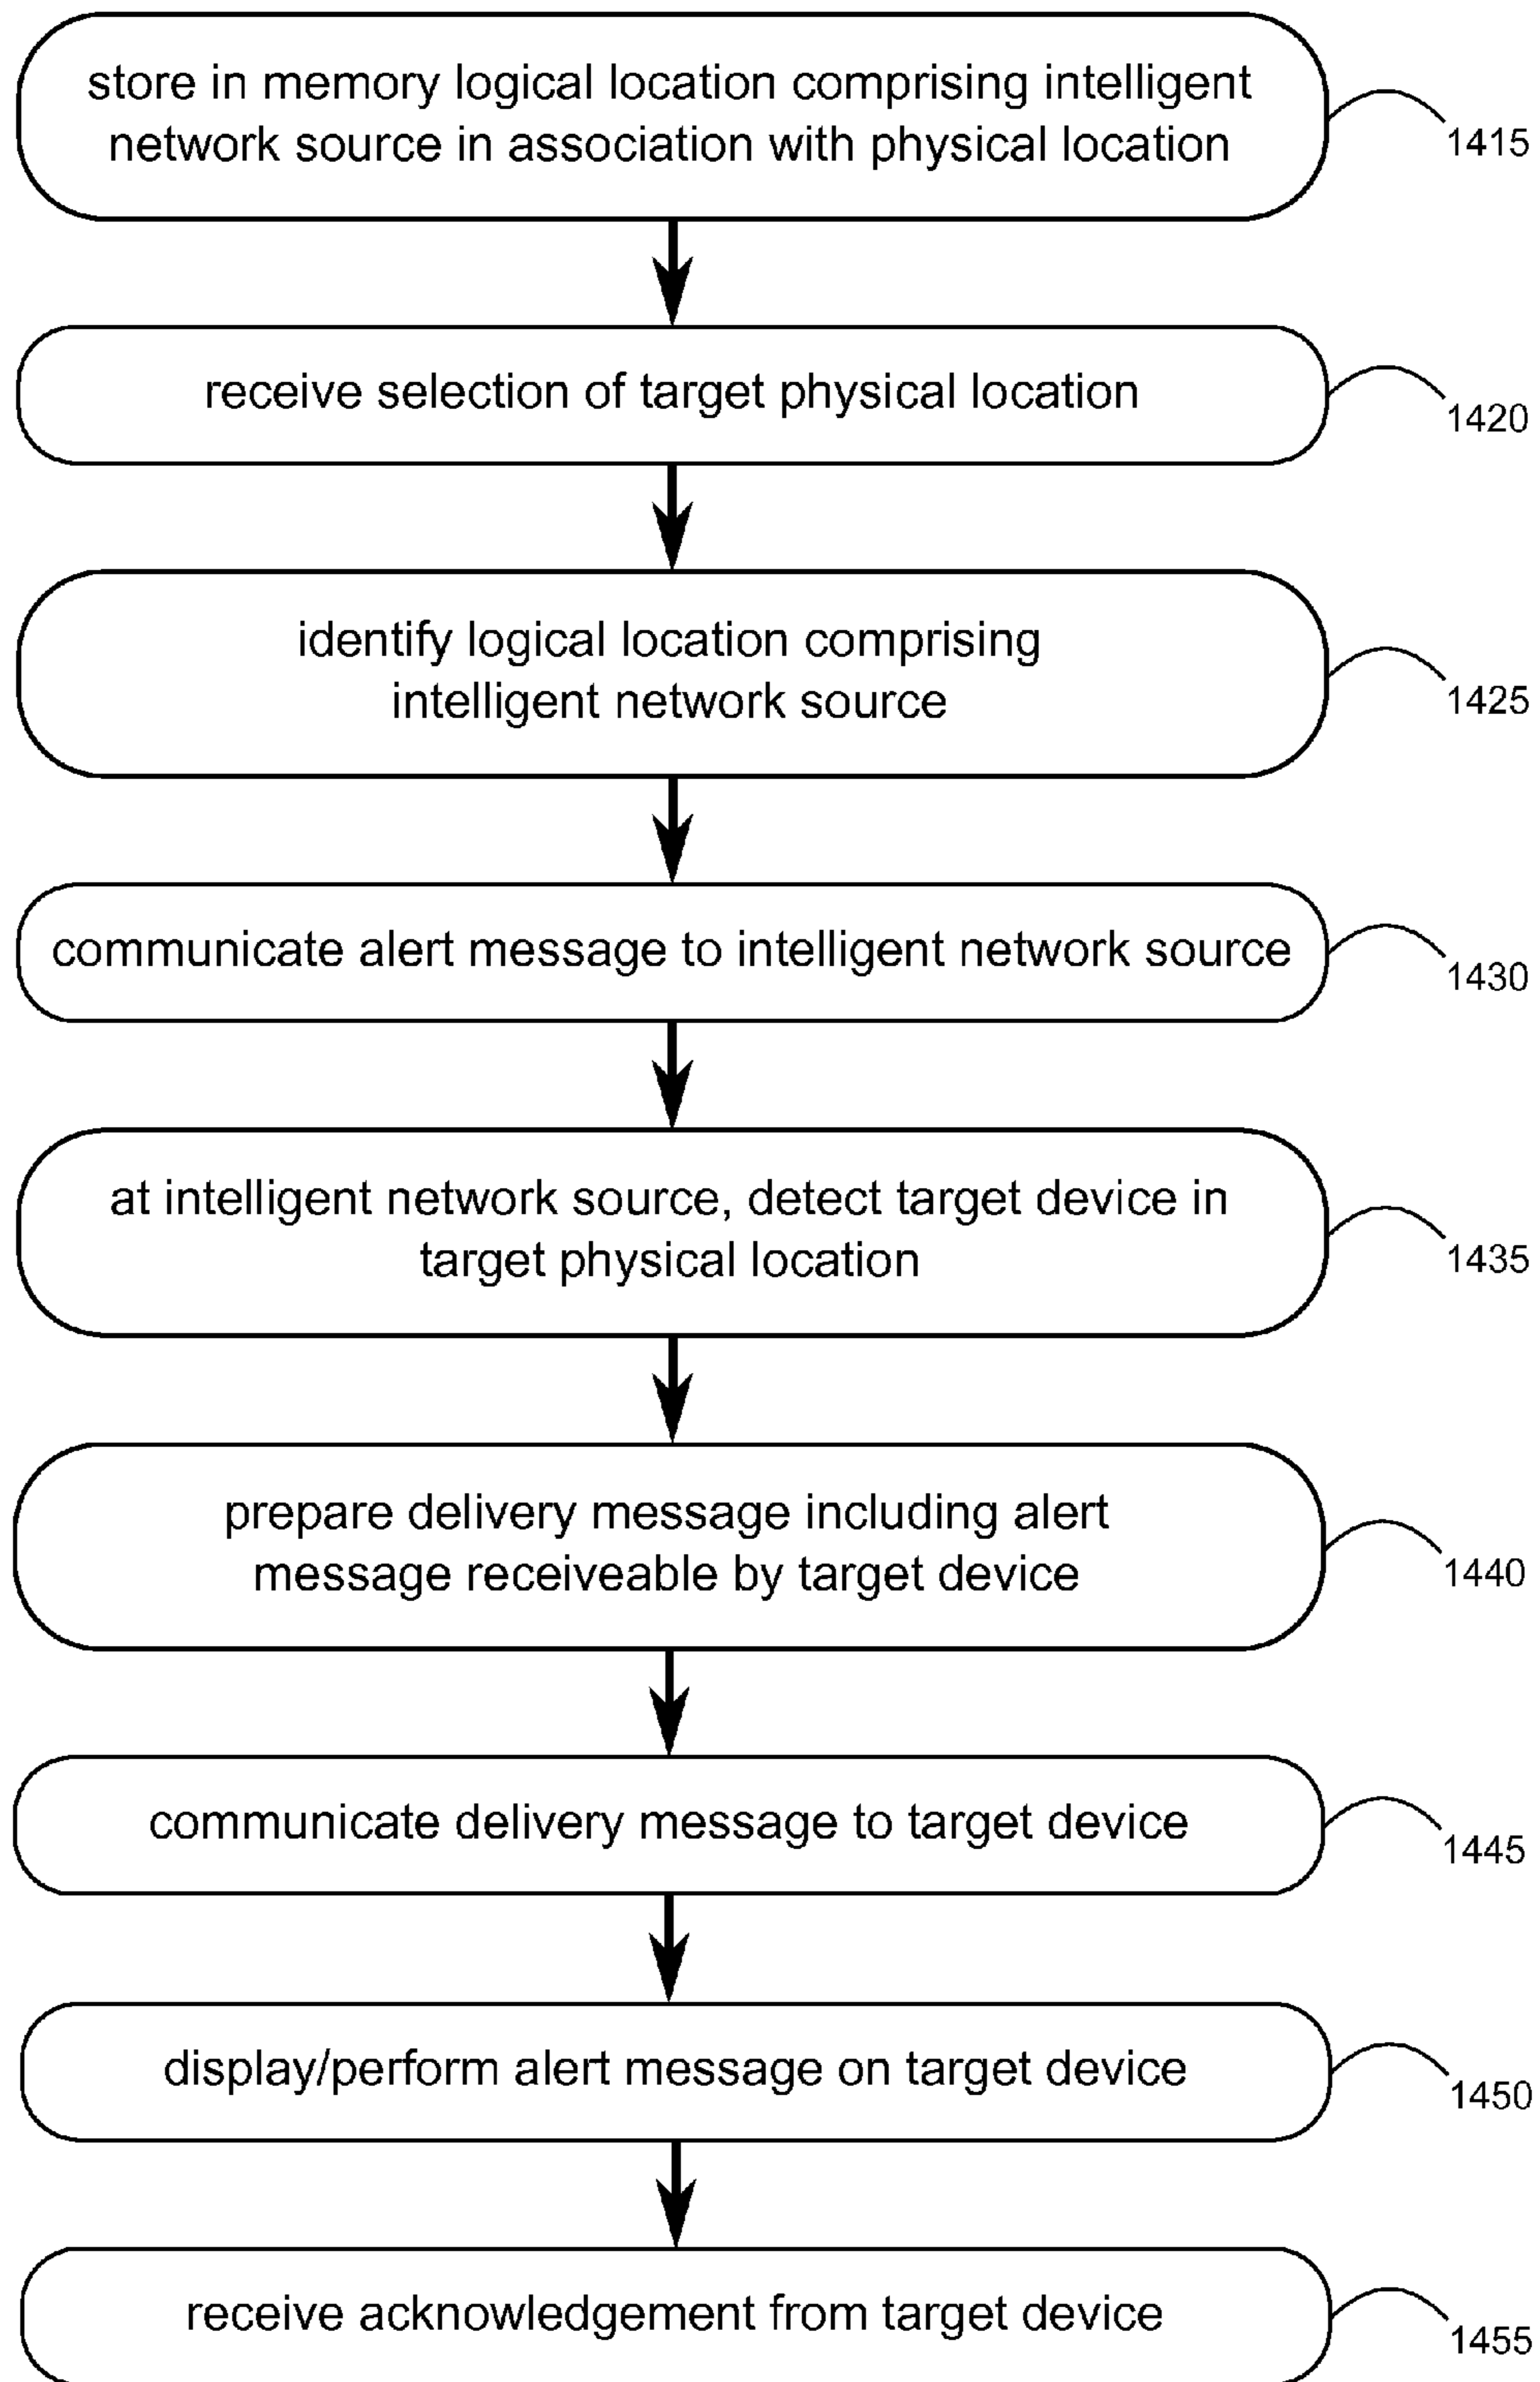 store in memory logical location comprising intelligent
network source in association with physical location
1415
receive selection of target physical location
1420
identify logical location comprising
intelligent network source
1425
communicate alert message to intelligent network source
1430
at intelligent network source, detect target device in
target physical location
1435
prepare delivery message including alert
message receiveable by target device
1440
communicate delivery message to target device
1445
display/perform alert message on target device
1450
receive acknowledgement from target device
1455